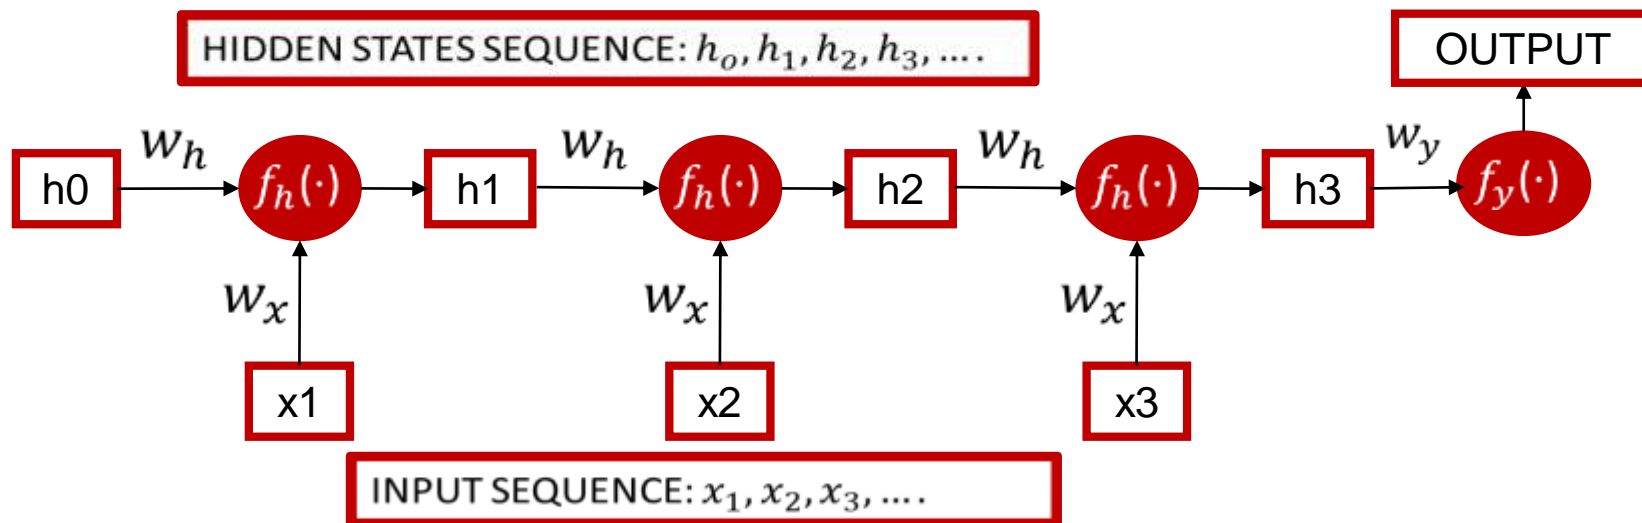 HIDDEN STATES SEQUENCE: h_o, h_1, h_2, h_3, ... .
OUTPUT
w_h w_h w_h w_y
h0 f_h(·) h1 f_h(·) h2 f_h(·) h3 f_y(·)
w_x w_x w_x
x1 x2 x3
INPUT SEQUENCE: x_1, x_2, x_3, ... .